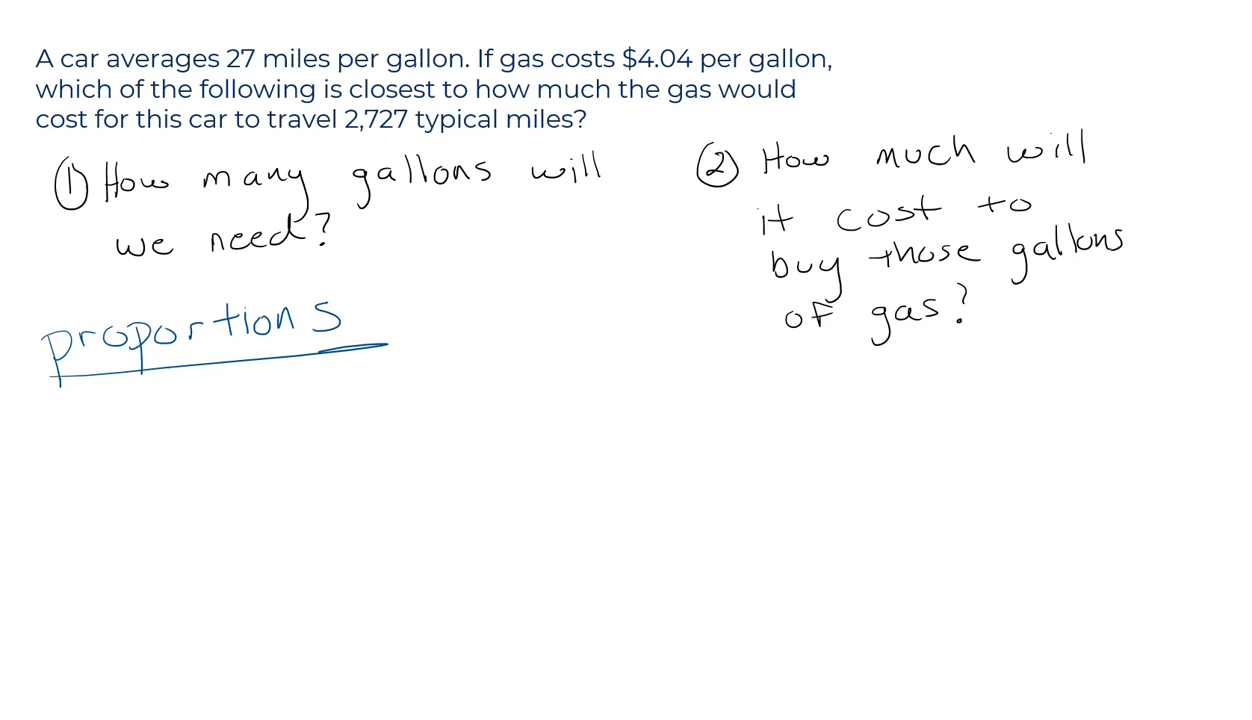 A car averages 27 miles per gallon. If gas costs $4.04 per gallon,
which of the following is closest to how much the gas would
cost for this car to travel 2,727 typical miles?
① How many gallons will
we need?
② How much will
it cost to
buy those gallons
of gas?
proportions